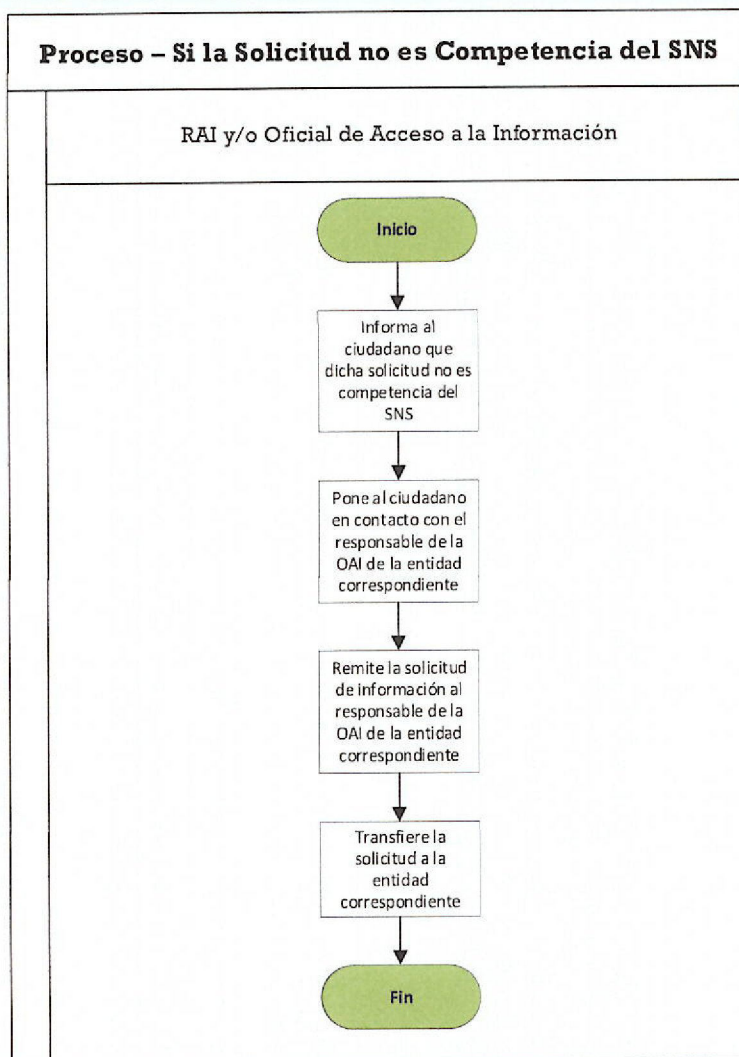 Proceso – Si la Solicitud no es Competencia del SNS
RAI y/o Oficial de Acceso a la Información
Inicio
Informa al
ciudadano que
dicha solicitud no es
competencia del
SNS
Pone al ciudadano
en contacto con el
responsable de la
OAI de la entidad
correspondiente
Remite la solicitud
de información al
responsable de la
OAI de la entidad
correspondiente
Transfiere la
solicitud a la
entidad
correspondiente
Fin